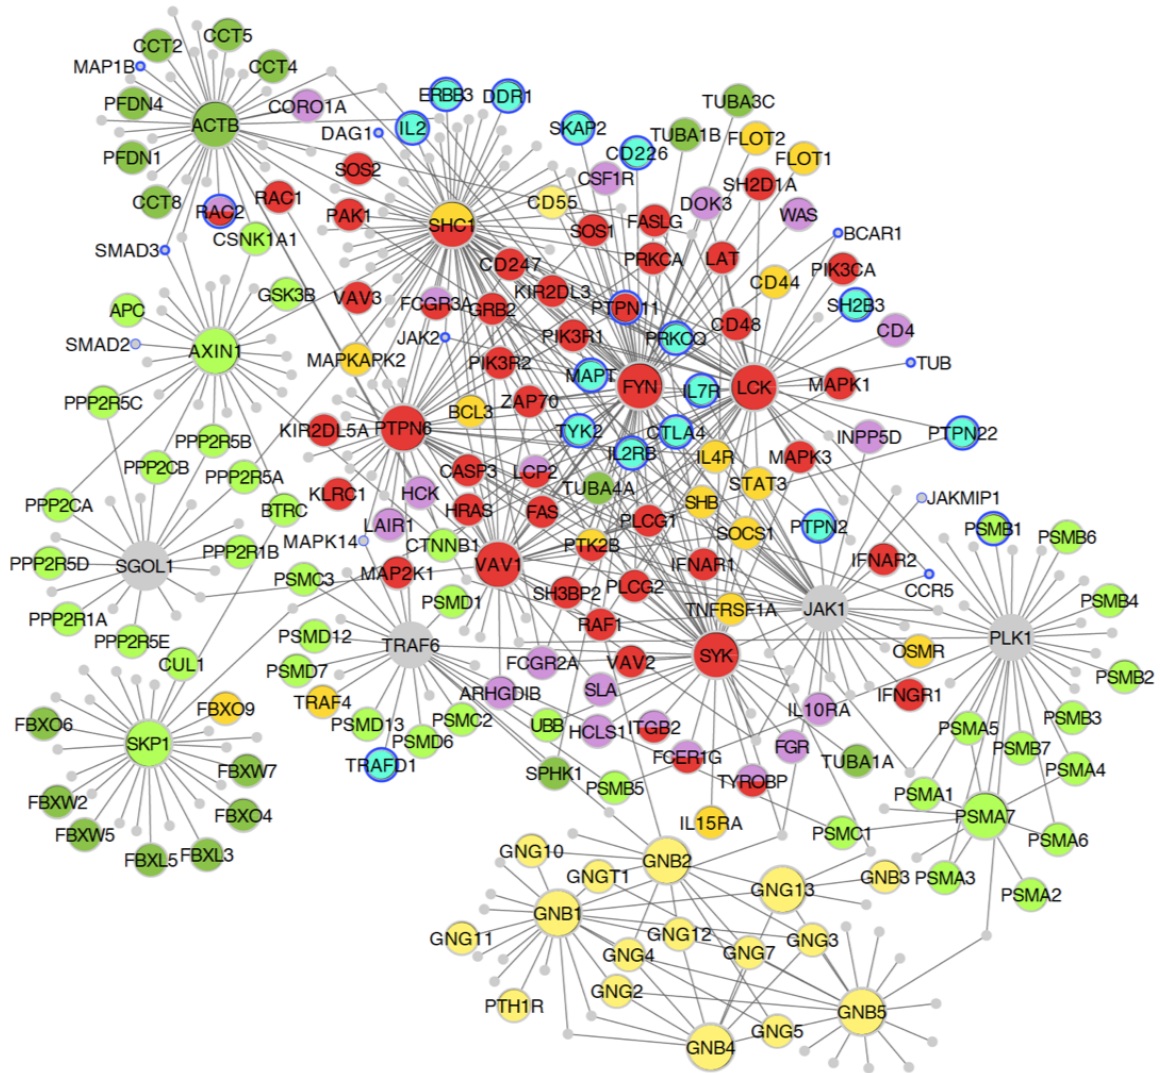 CCT2
CCT5
MAP1B
CCT4
ERBB3
DDR1
PFDN4
CORO1A
TUBA3C
ACTB
DAG1
IL2
SKAP2
TUBA1B
FLOT2
PFDN1
CD226
FLOT1
SOS2
CSF1R
SH2D1A
CCT8
RAC2
RAC1
PAK1
SHC1
CD55
SOS1
FASLG
DOK3
WAS
CSNK1A1
BCAR1
SMAD3
CD247
PRKCA
LAT
PIK3CA
GSK3B
VAV3
FCGR3A
GRB2
KIR2DL3
PTPN11
CD44
SH2B3
APC
CD48
CD4
SMAD2
AXIN1
MAPKAPK2
JAK2
PIK3R2
PIK3R1
PRKCQ
TUB
MAPT
FYN
IL7R
LCK
MAPK1
PPP2R5C
BCL3
ZAP70
KIR2DL5A
PTPN6
TYK2
CTLA4
INPP5D
PTPN22
PPP2R5B
IL2RB
IL4R
MAPK3
PPP2CB
PPP2R5A
CASP3
LCP2
STAT3
PPP2CA
BTRC
KLRC1
HCK
TUBA4A
SHB
JAKMIP1
LAIR1
HRAS
FAS
PLCG1
SOCS1
PTPN2
PSMB1
PSMB6
PPP2R1B
MAPK14
CTNNB1
PTK2B
PPP2R5D
SGOL1
PSMC3
MAP2K1
VAV1
IFNAR1
IFNAR2
CCR5
PSMD1
SH3BP2
PLCG2
TNFRSF1A
JAK1
PSMB4
PPP2R1A
PPP2R5E
PSMD12
TRAF6
RAF1
PLK1
CUL1
PSMD7
FCGR2A
VAV2
SYK
OSMR
PSMB2
TRAF4
ARHGDIB
SLA
IL10RA
IFNGR1
FBXO6
FBXO9
PSMD13
PSMC2
UBB
HCLS1
ITGB2
PSMA5
PSMB3
SKP1
PSMD6
FGR
PSMB7
FBXW7
TRAFD1
SPHK1
FCER1G
TUBA1A
PSMA4
FBXW2
FBXO4
PSMB5
TYROBP
PSMA1
FBXW5
IL15RA
PSMC1
PSMA7
PSMA6
FBXL5
FBXL3
GNG10
GNB2
GNGT1
GNG13
GNB3
PSMA3
PSMA2
GNB1
GNG11
GNG12
GNG3
GNG4
GNG7
PTH1R
GNG2
GNB5
GNG5
GNB4